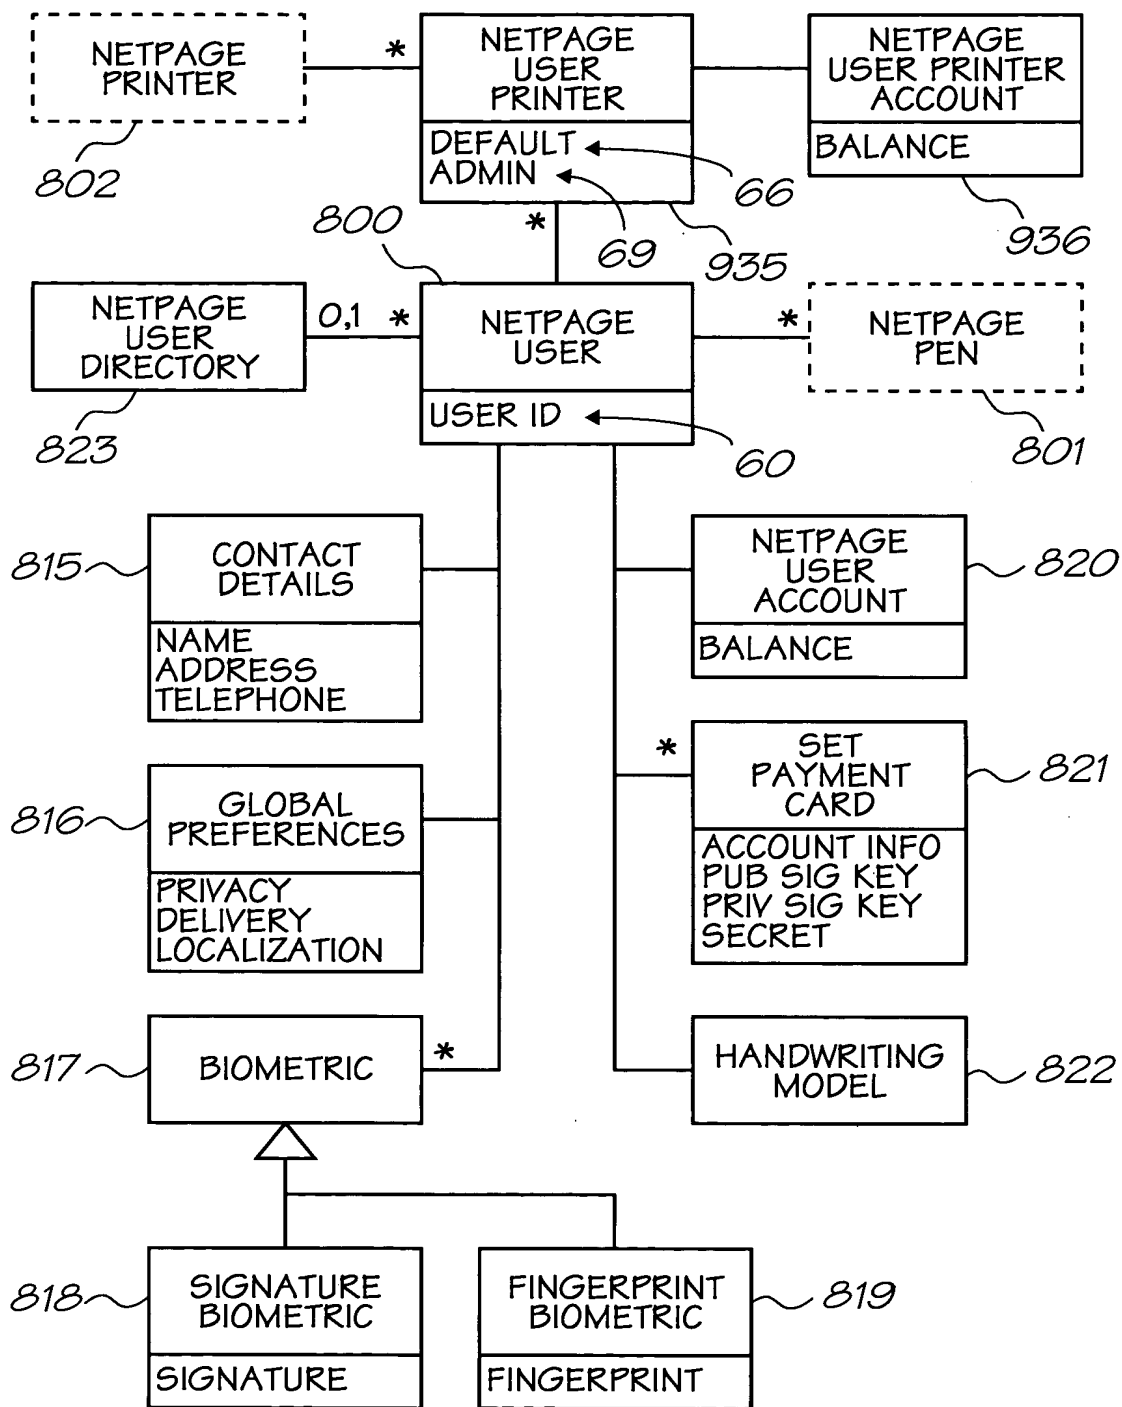 NETPAGE
PRINTER
802
*
NETPAGE
USER
PRINTER
DEFAULT
ADMIN
66
69
935
NETPAGE
USER PRINTER
ACCOUNT
BALANCE
936
*
800
NETPAGE
USER
DIRECTORY
823
0,1 *
NETPAGE
USER
USER ID
60
*
NETPAGE
PEN
801
815
CONTACT
DETAILS
NAME
ADDRESS
TELEPHONE
NETPAGE
USER
ACCOUNT
BALANCE
820
816
GLOBAL
PREFERENCES
PRIVACY
DELIVERY
LOCALIZATION
*
SET
PAYMENT
CARD
ACCOUNT INFO
PUB SIG KEY
PRIV SIG KEY
SECRET
821
817
BIOMETRIC
*
HANDWRITING
MODEL
822
818
SIGNATURE
BIOMETRIC
SIGNATURE
FINGERPRINT
BIOMETRIC
FINGERPRINT
819